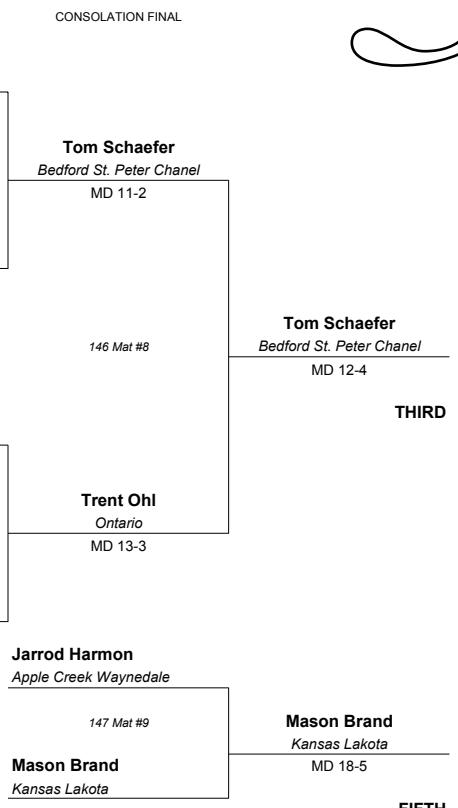 CONSOLATION FINAL
Tom Schaefer
Bedford St. Peter Chanel
MD 11-2
146 Mat #8
Tom Schaefer
Bedford St. Peter Chanel
MD 12-4
THIRD
Trent Ohl
Ontario
MD 13-3
Jarrod Harmon
Apple Creek Waynedale
147 Mat #9
Mason Brand
Kansas Lakota
MD 18-5
Mason Brand
Kansas Lakota
FIFTH